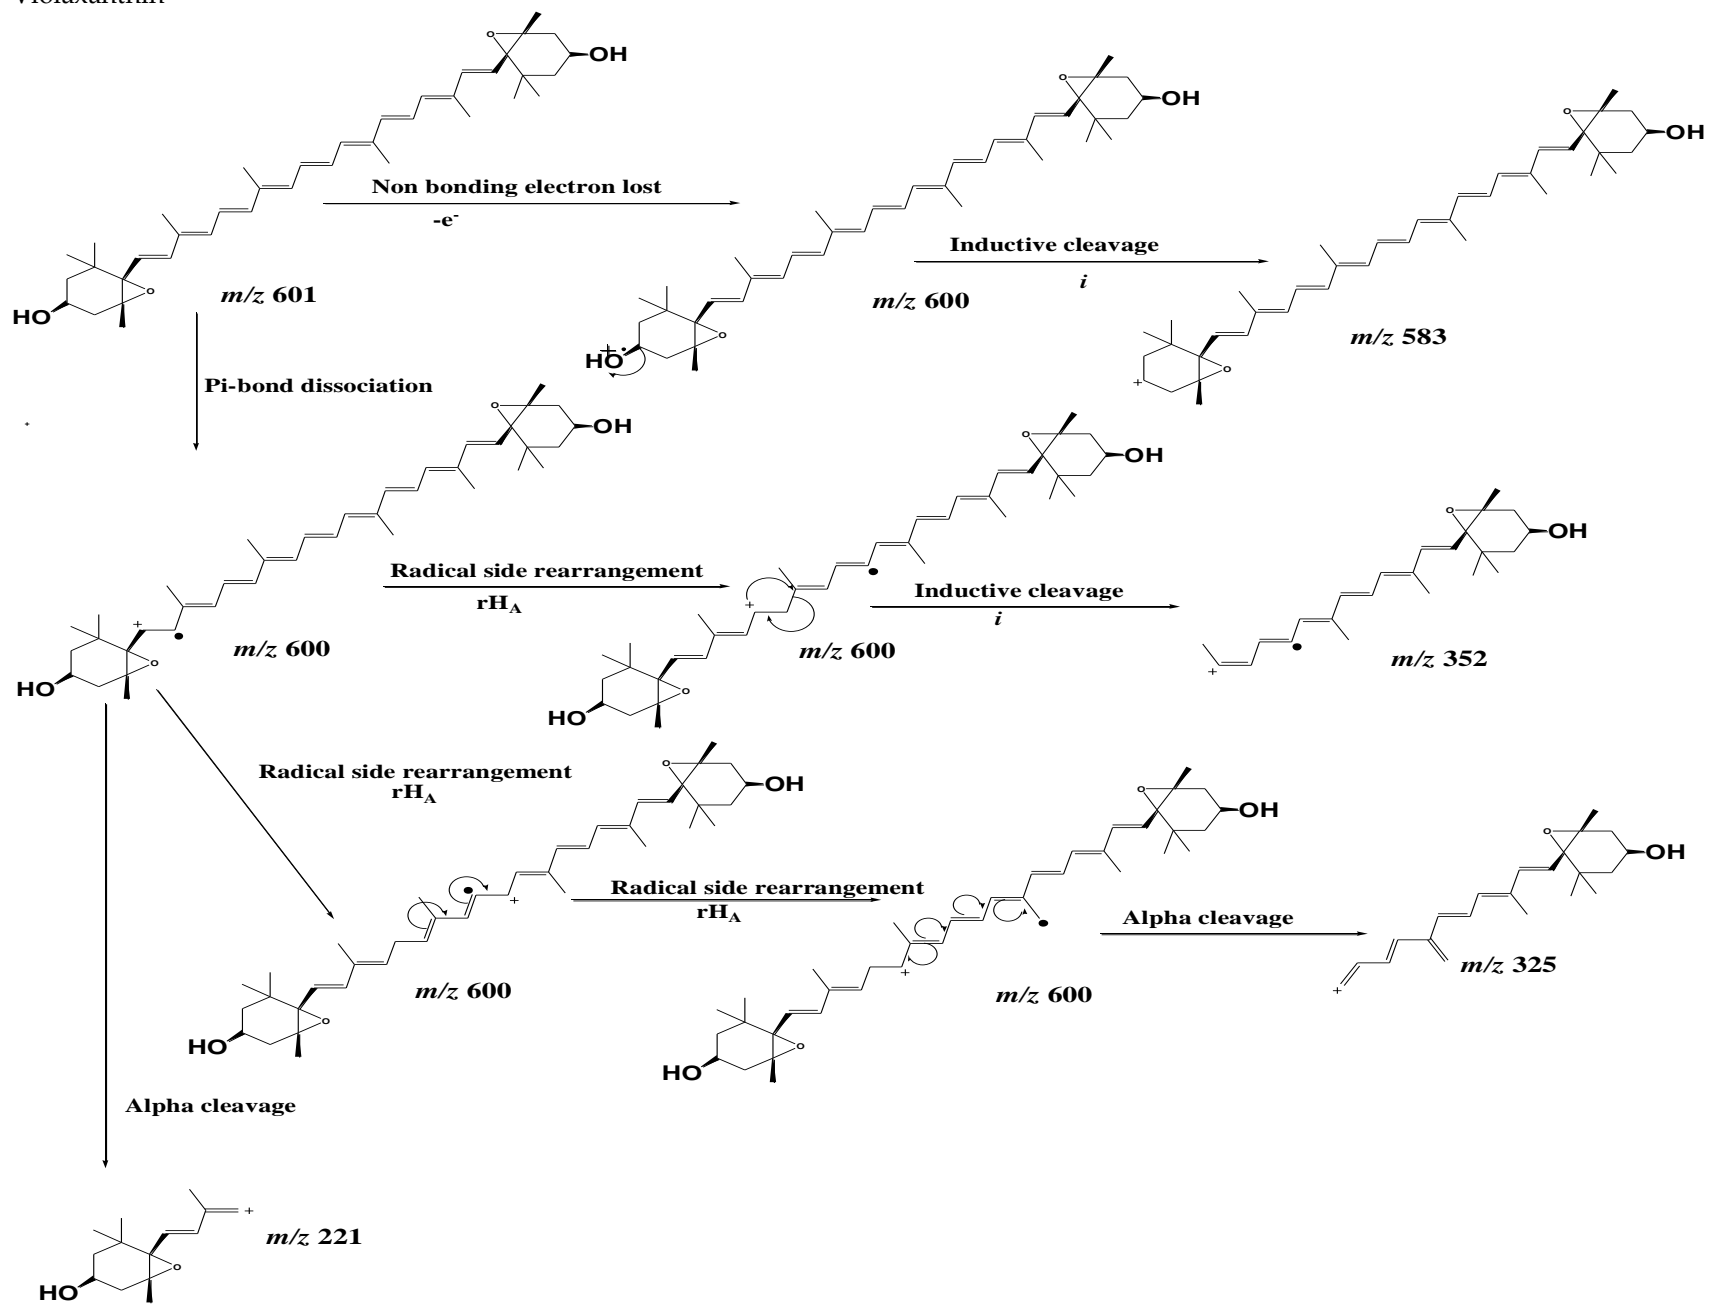 Violaxanthin
O
OH
O
OH
O
OH
Non bonding electron lost
-e-
Inductive cleavage
i
O
HO
m/z 601
m/z 600
O
+·
HO
m/z 583
O
+
Pi-bond dissociation
+
O
OH
O
OH
O
OH
Radical side rearrangement
rHA
+
Inductive cleavage
i
+
O
HO
m/z 600
m/z 600
O
HO
+
m/z 352
Radical side rearrangement
rHA
O
OH
O
OH
O
OH
+
Radical side rearrangement
rHA
Alpha cleavage
+
m/z 600
O
HO
m/z 600
O
HO
+
m/z 325
Alpha cleavage
+
m/z 221
O
HO